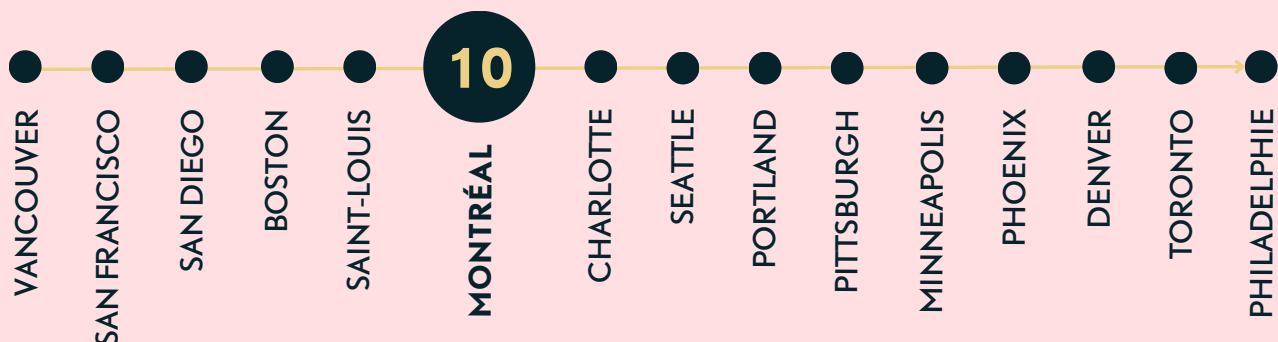 VANCOUVER
SAN FRANCISCO
SAN DIEGO
BOSTON
SAINT-LOUIS
10
MONTRÉAL
CHARLOTTE
SEATTLE
PORTLAND
PITTSBURGH
MINNEAPOLIS
PHOENIX
DENVER
TORONTO
PHILADELPHIE